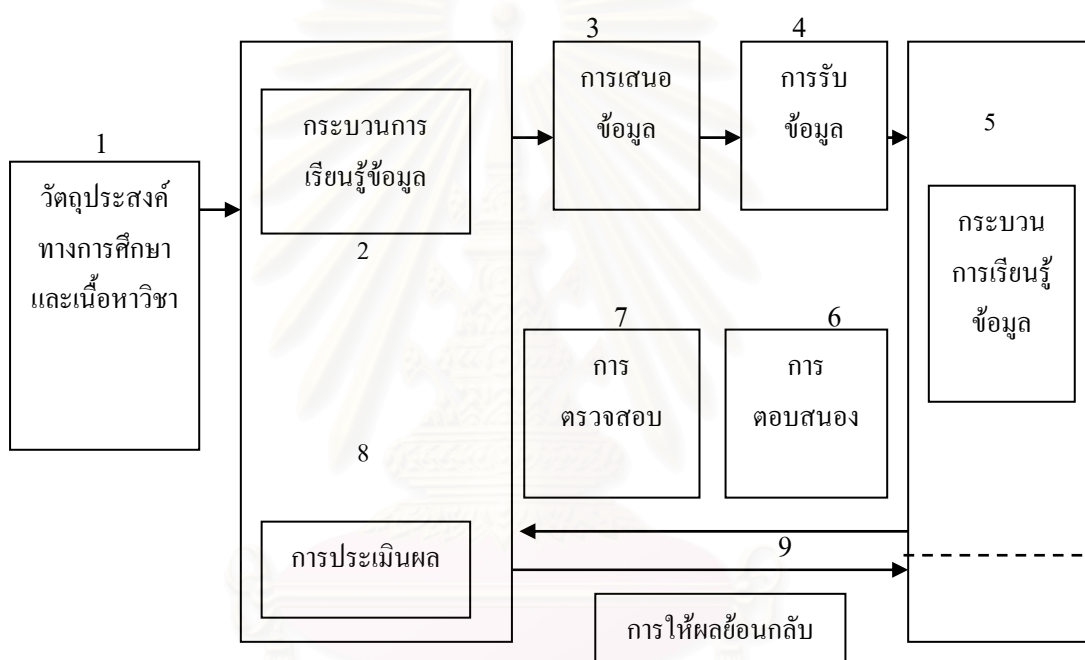 1
วัตถุประสงค์
ทางการศึกษา
และเนื้อหาวิชา
กระบวนการ
เรียนรู้ข้อมูล
2
8
การประเมินผล
3
การเสนอ
ข้อมูล
4
การรับ
ข้อมูล
5
กระบวน
การเรียนรู้
ข้อมูล
6
การ
ตอบสนอง
7
การ
ตรวจสอบ
9
การให้ผลย้อนกลับ